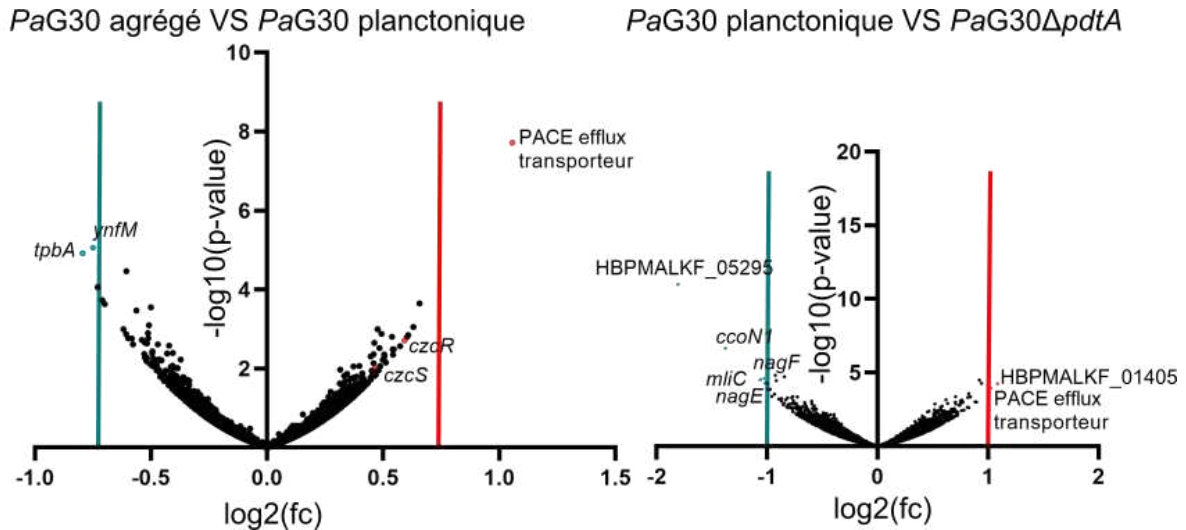 PaG30 agrégé VS PaG30 planctonique
10
8
6
4
2
-log10(p-value)
PACE efflux
transporteur
ynfM
tpbA
czcR
czcS
-1.0
-0.5
0.0
0.5
1.0
1.5
log2(fc)
PaG30 planctonique VS PaG30ΔpdtA
20
15
10
5
-log10(p-value)
HBPMALKF_05295
ccoN1
nagF
mliC
nagE
HBPMALKF_01405
PACE efflux
transporteur
-2
-1
0
1
2
log2(fc)